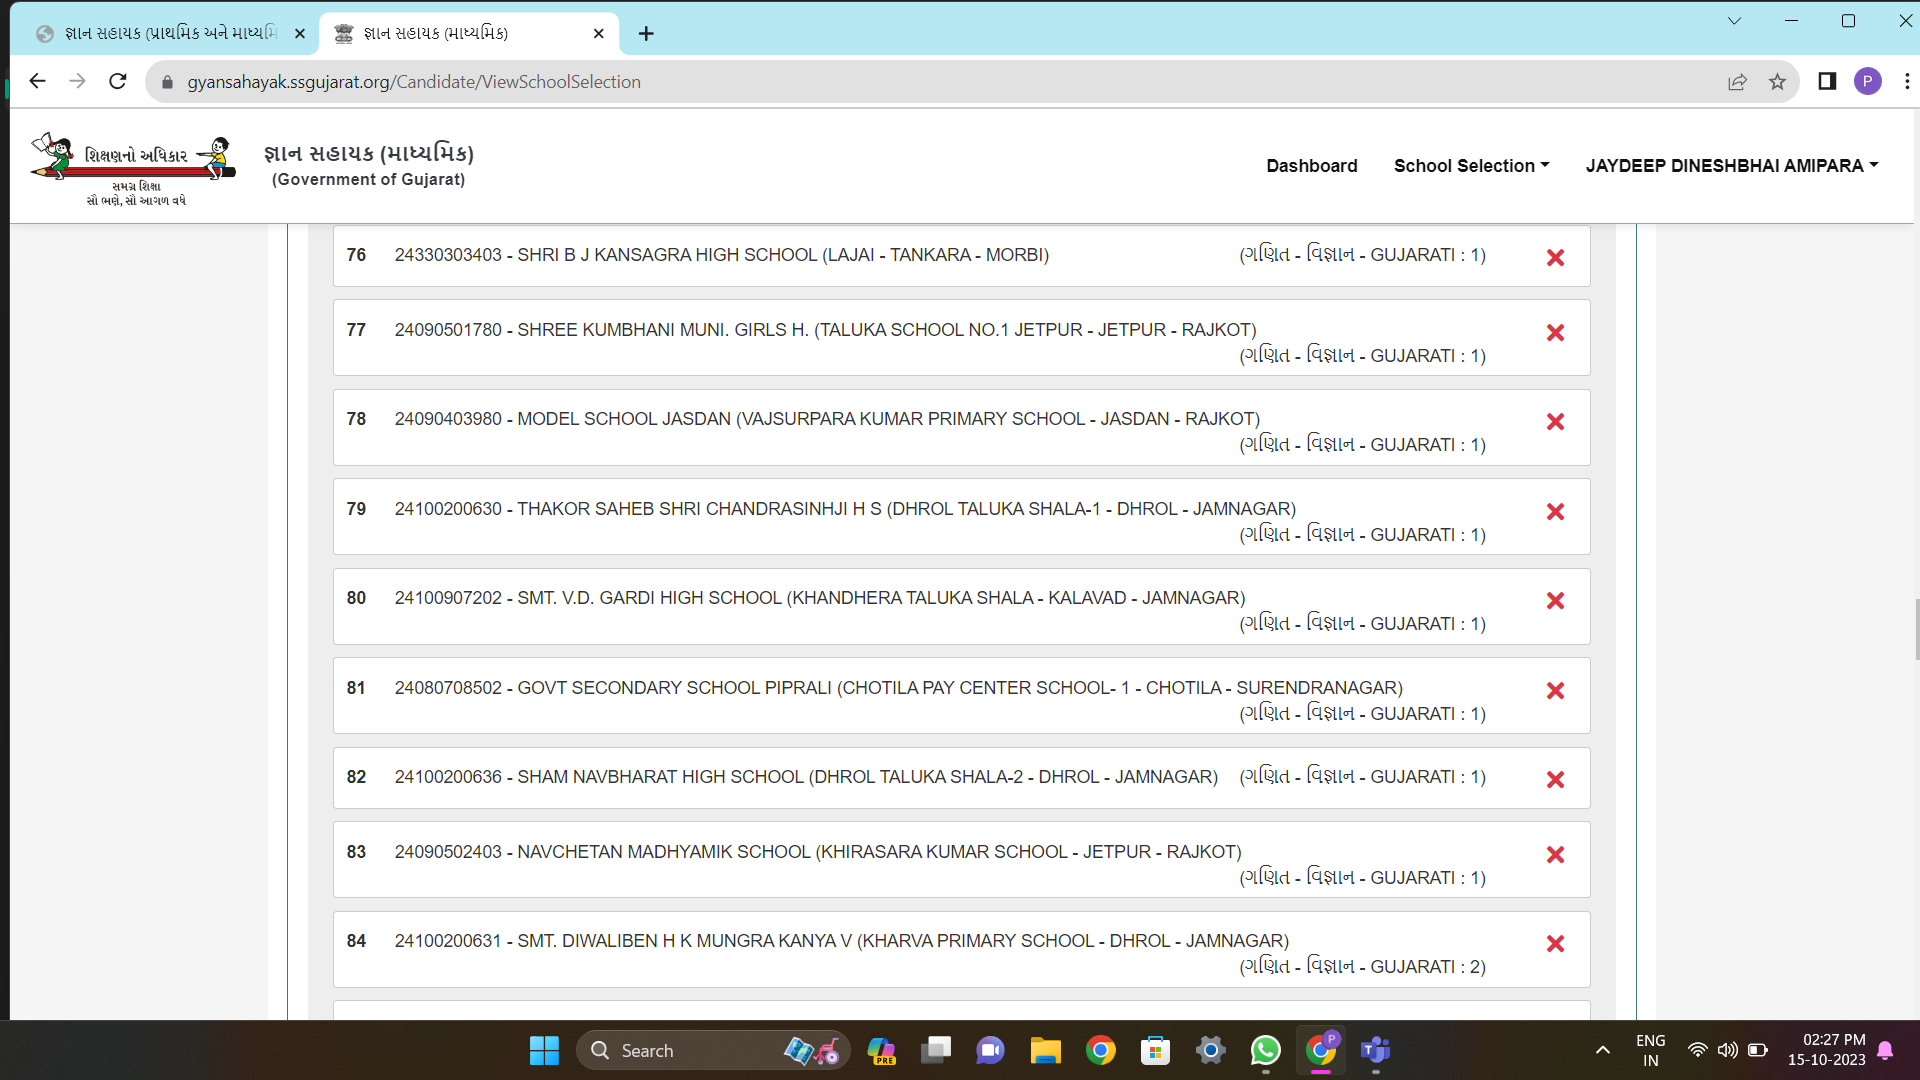 જ્ઞાન સહાયક (પ્રાથમિક અને માધ્યમિ
જ્ઞાન સહાયક (માધ્યમિક)
gyansahayak.ssgujarat.org/Candidate/ViewSchoolSelection
P
શિક્ષણનો અધિકાર
સમગ્ર શિક્ષા
સૌ ભણે, સૌ આગળ વધે
જ્ઞાન સહાયક (માધ્યમિક)
(Government of Gujarat)
Dashboard
School Selection
JAYDEEP DINESHBHAI AMIPARA
76 24330303403 - SHRI B J KANSAGRA HIGH SCHOOL (LAJAI - TANKARA - MORBI) (ગણિત - વિજ્ઞાન - GUJARATI : 1)
77 24090501780 - SHREE KUMBHANI MUNI. GIRLS H. (TALUKA SCHOOL NO.1 JETPUR - JETPUR - RAJKOT)
(ગણિત - વિજ્ઞાન - GUJARATI : 1)
78 24090403980 - MODEL SCHOOL JASDAN (VAJSURPARA KUMAR PRIMARY SCHOOL - JASDAN - RAJKOT)
(ગણિત - વિજ્ઞાન - GUJARATI : 1)
79 24100200630 - THAKOR SAHEB SHRI CHANDRASINHJI H S (DHROL TALUKA SHALA-1 - DHROL - JAMNAGAR)
(ગણિત - વિજ્ઞાન - GUJARATI : 1)
80 24100907202 - SMT. V.D. GARDI HIGH SCHOOL (KHANDHERA TALUKA SHALA - KALAVAD - JAMNAGAR)
(ગણિત - વિજ્ઞાન - GUJARATI : 1)
81 24080708502 - GOVT SECONDARY SCHOOL PIPRALI (CHOTILA PAY CENTER SCHOOL- 1 - CHOTILA - SURENDRANAGAR)
(ગણિત - વિજ્ઞાન - GUJARATI : 1)
82 24100200636 - SHAM NAVBHARAT HIGH SCHOOL (DHROL TALUKA SHALA-2 - DHROL - JAMNAGAR) (ગણિત - વિજ્ઞાન - GUJARATI : 1)
83 24090502403 - NAVCHETAN MADHYAMIK SCHOOL (KHIRASARA KUMAR SCHOOL - JETPUR - RAJKOT)
(ગણિત - વિજ્ઞાન - GUJARATI : 1)
84 24100200631 - SMT. DIWALIBEN H K MUNGRA KANYA V (KHARVA PRIMARY SCHOOL - DHROL - JAMNAGAR)
(ગણિત - વિજ્ઞાન - GUJARATI : 2)
Search
PRE
P
ENG
IN
02:27 PM
15-10-2023